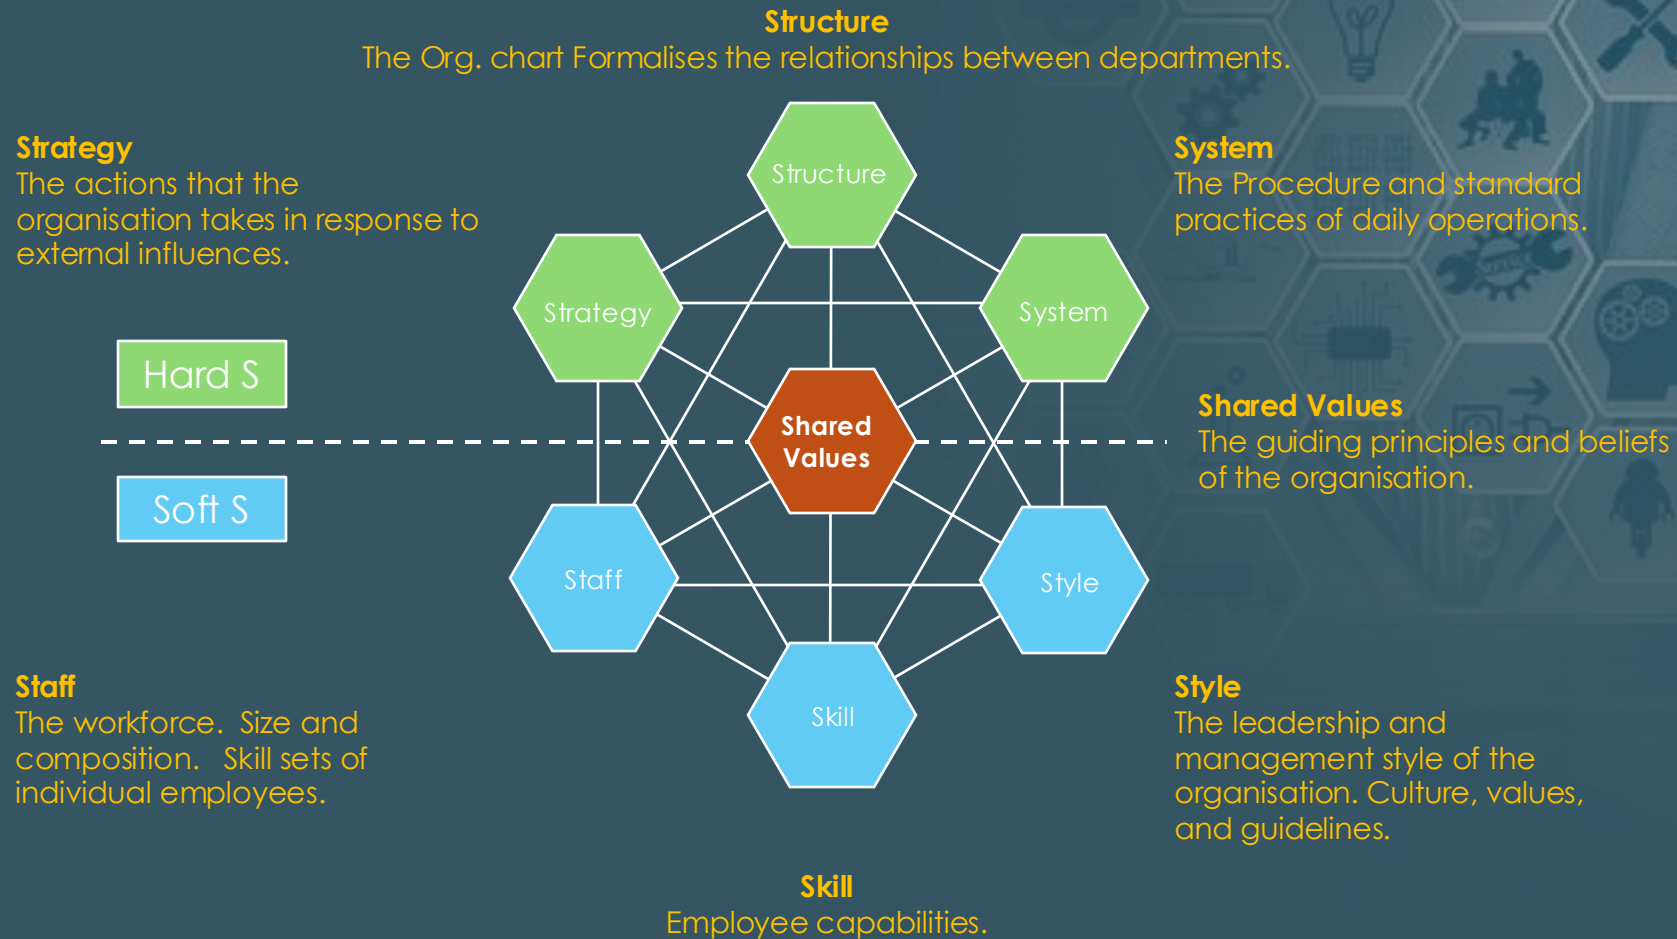 Structure
The Org. chart Formalises the relationships between departments.
Strategy
The actions that the
organisation takes in response to
external influences.
System
The Procedure and standard
practices of daily operations.
Structure
Strategy
System
Hard S
Shared
Values
Shared Values
The guiding principles and beliefs
of the organisation.
Soft S
Staff
Style
Skill
Staff
The workforce.  Size and
composition.   Skill sets of
individual employees.
Style
The leadership and
management style of the
organisation. Culture, values,
and guidelines.
Skill
Employee capabilities.